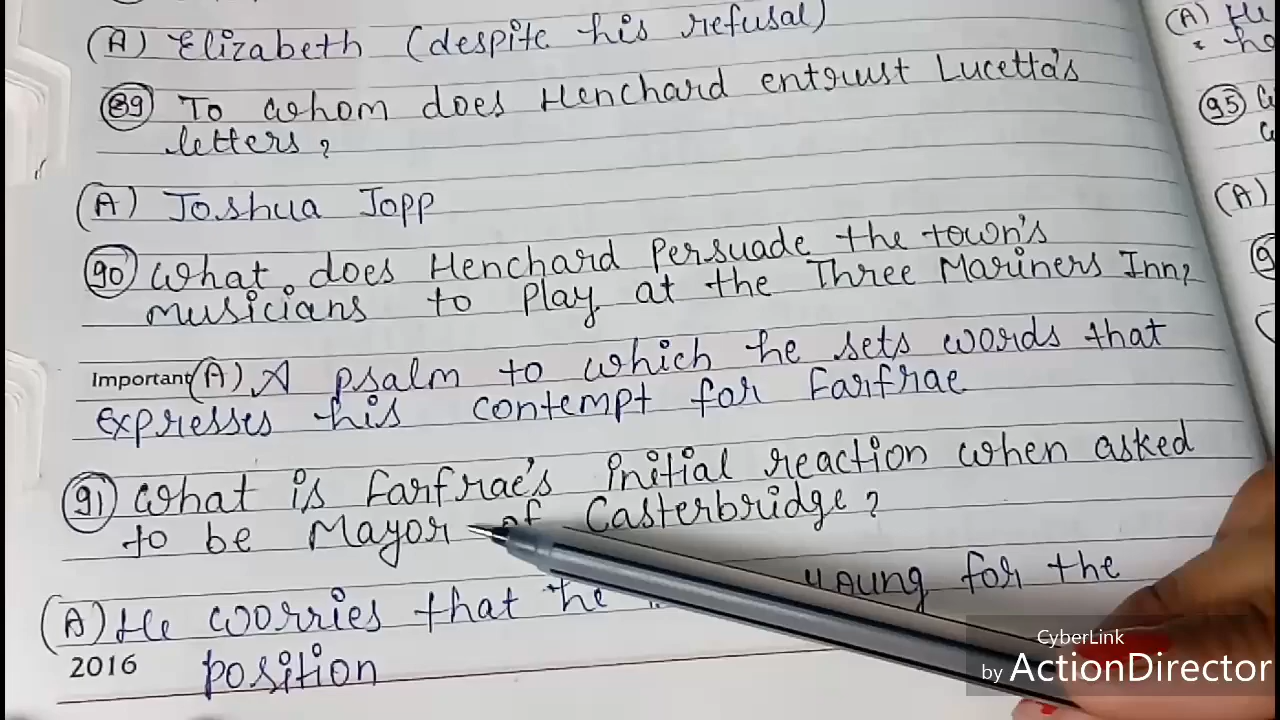 (A) Elizabeth (despite his refusal)
(89) To whom does Henchard entrust Lucetta's
letters?
(A) Joshua Jopp
(90) What does Henchard persuade the town's
musicians to play at the Three Mariners Inn?
Important (A) A psalm to which he sets words that
expresses his contempt for Farfrae
(91) What is Farfrae's initial reaction when asked
to be Mayor of Casterbridge?
(A) He worries that he young for the
2016 position
(A) He
(95)
(A)
CyberLink
by ActionDirector